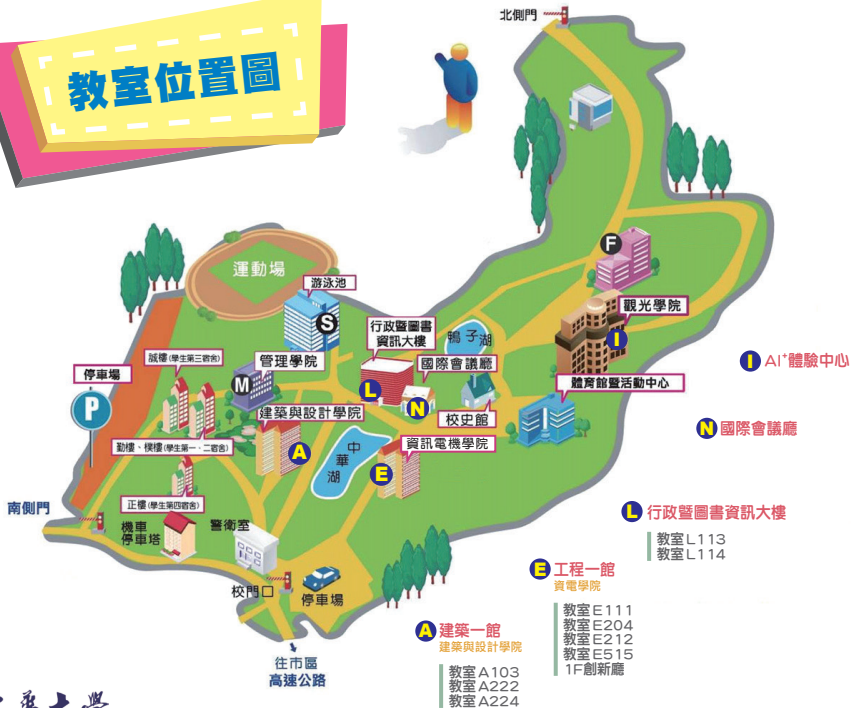 教室位置圖
北側門
運動場
游泳池
S
F
觀光學院
I
行政暨圖書
資訊大樓
鴨子湖
國際會議廳
L
N
管理學院
M
校史館
體育館暨活動中心
誠樓(學生第三宿舍)
停車場
P
建築與設計學院
A
中華湖
資訊電機學院
E
勤樓、樸樓(學生第一、二宿舍)
正樓(學生第四宿舍)
南側門
機車
停車塔
警衛室
校門口
停車場
往市區
高速公路
I AI⁺體驗中心
N 國際會議廳
L 行政暨圖書資訊大樓
教室L113
教室L114
E 工程一館
資電學院
教室E111
教室E204
教室E212
教室E515
1F創新廳
A 建築一館
建築與設計學院
教室A103
教室A222
教室A224